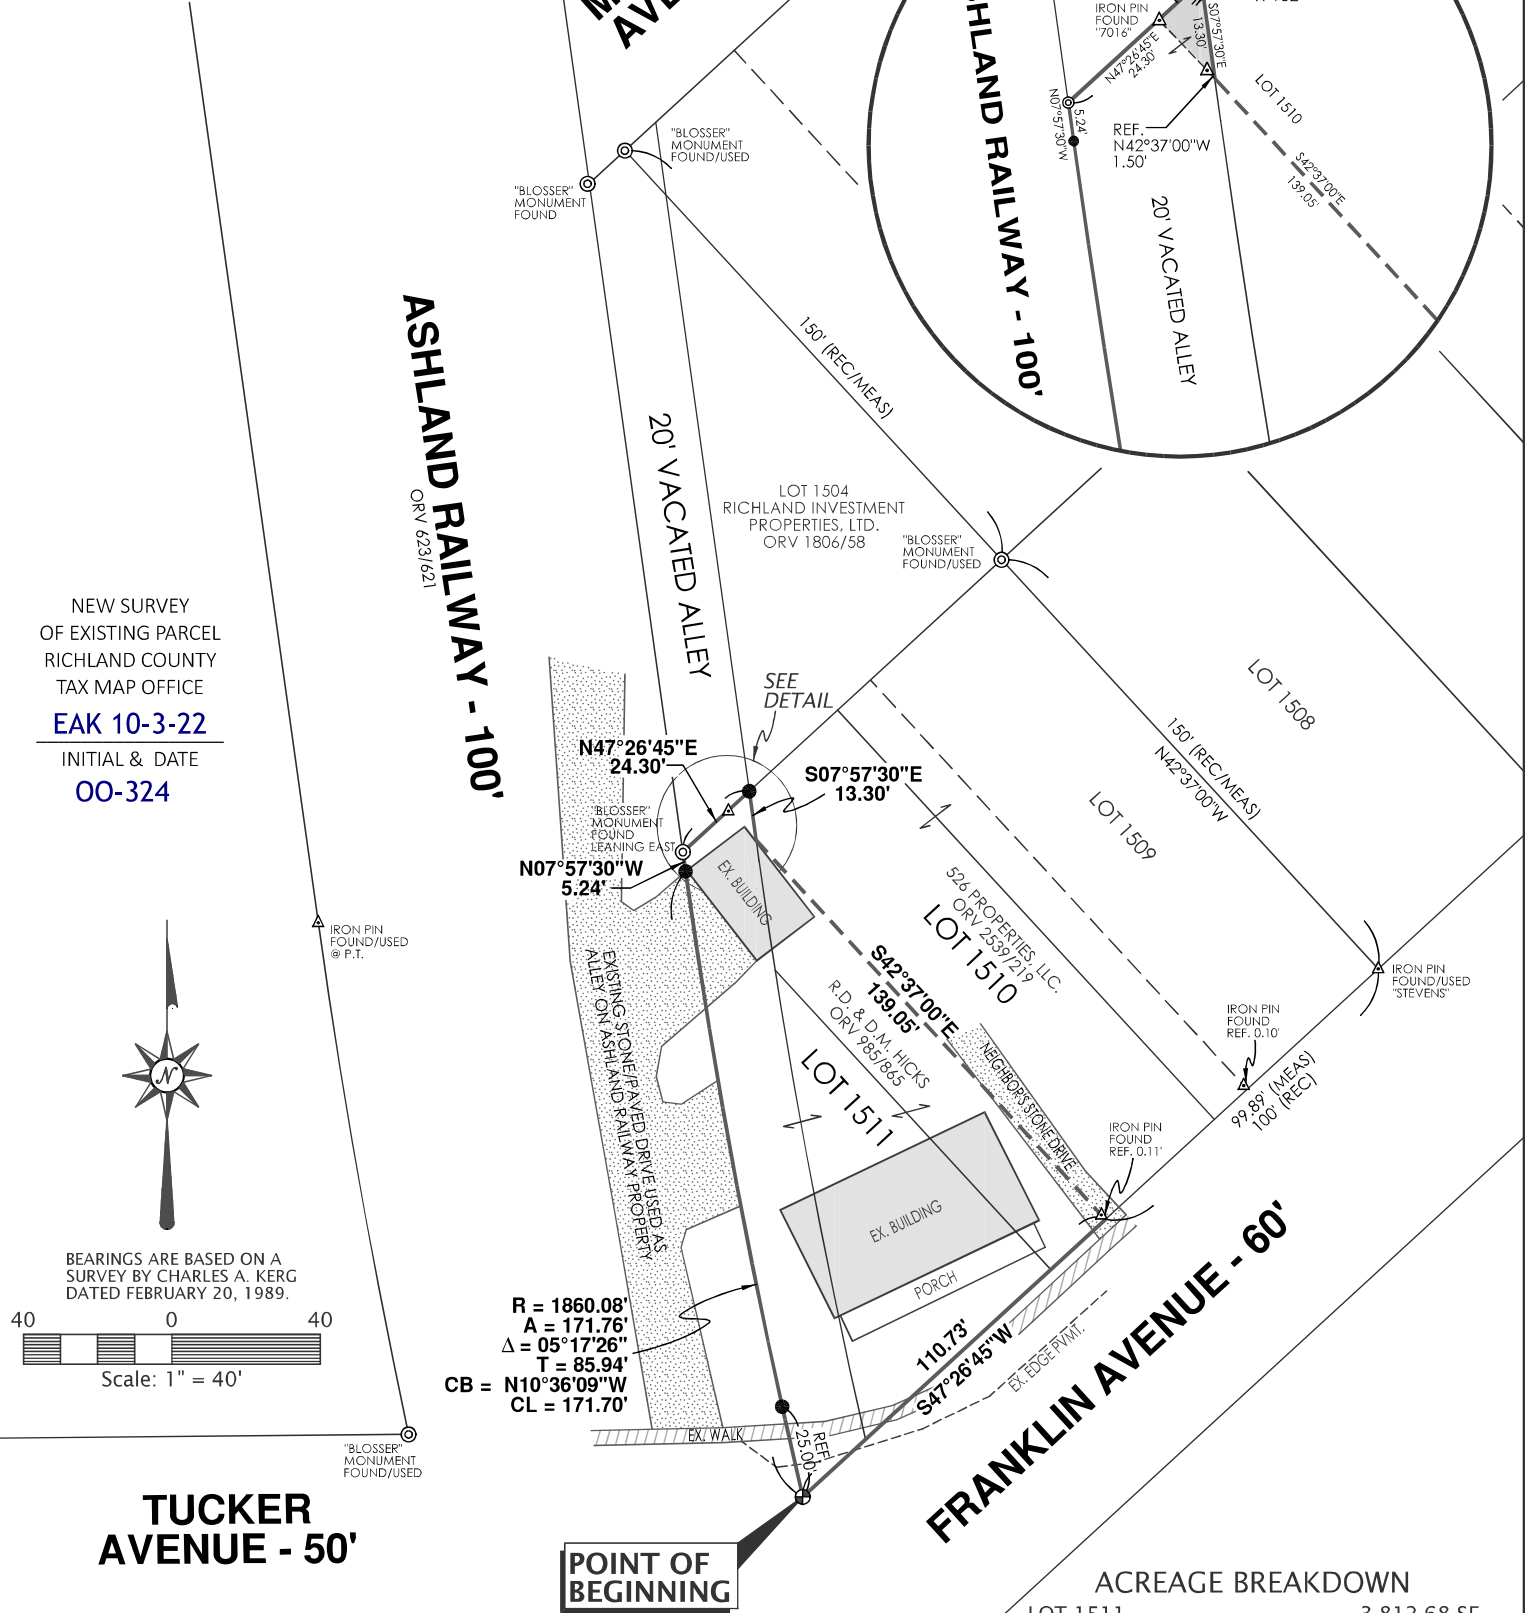 IRON PIN
FOUND
"7016"
N47°26'45"E
24.30'
13.30'
S07°57'30"E
LOT 1510
N07°57'30"W
5.24'
REF.
N42°37'00"W
1.50'
S42°37'00"E
139.05'
20' VACATED ALLEY
"BLOSSER"
MONUMENT
FOUND/USED
"BLOSSER"
MONUMENT
FOUND
ASHLAND RAILWAY - 100'
ORV 623/621
150' (REC/MEAS)
20' VACATED ALLEY
LOT 1504
RICHLAND INVESTMENT
PROPERTIES, LTD.
ORV 1806/58
"BLOSSER"
MONUMENT
FOUND/USED
NEW SURVEY
OF EXISTING PARCEL
RICHLAND COUNTY
TAX MAP OFFICE
EAK 10-3-22
INITIAL & DATE
OO-324
SEE
DETAIL
N47°26'45"E
24.30'
S07°57'30"E
13.30'
"BLOSSER"
MONUMENT
FOUND
LEANING EAST
N07°57'30"W
5.24'
EX. BUILDING
LOT 1508
150' (REC/MEAS)
N42°37'00"W
LOT 1509
526 PROPERTIES, LLC.
ORV 2539/219
LOT 1510
S42°37'00"E
139.05'
R.D. & D.M. HICKS
ORV 985/865
LOT 1511
IRON PIN
FOUND/USED
@ P.T.
EXISTING STONE/PAVED DRIVE USED AS
ALLEY ON ASHLAND RAILWAY PROPERTY
IRON PIN
FOUND/USED
"STEVENS"
IRON PIN
FOUND
REF. 0.10'
NEIGHBOR'S STONE DRIVE
99.89' (MEAS)
100' (REC)
IRON PIN
FOUND
REF. 0.11'
N
EX. BUILDING
PORCH
BEARINGS ARE BASED ON A
SURVEY BY CHARLES A. KERG
DATED FEBRUARY 20, 1989.
40 0 40
Scale: 1" = 40'
R = 1860.08'
A = 171.76'
Δ = 05°17'26"
T = 85.94'
CB = N10°36'09"W
CL = 171.70'
110.73'
S47°26'45"W
EX. EDGE PVMT.
FRANKLIN AVENUE - 60'
EX. WALK
REF.
25.00'
"BLOSSER"
MONUMENT
FOUND/USED
TUCKER
AVENUE - 50'
POINT OF
BEGINNING
ACREAGE BREAKDOWN
LOT 1511 3,812.68 SF